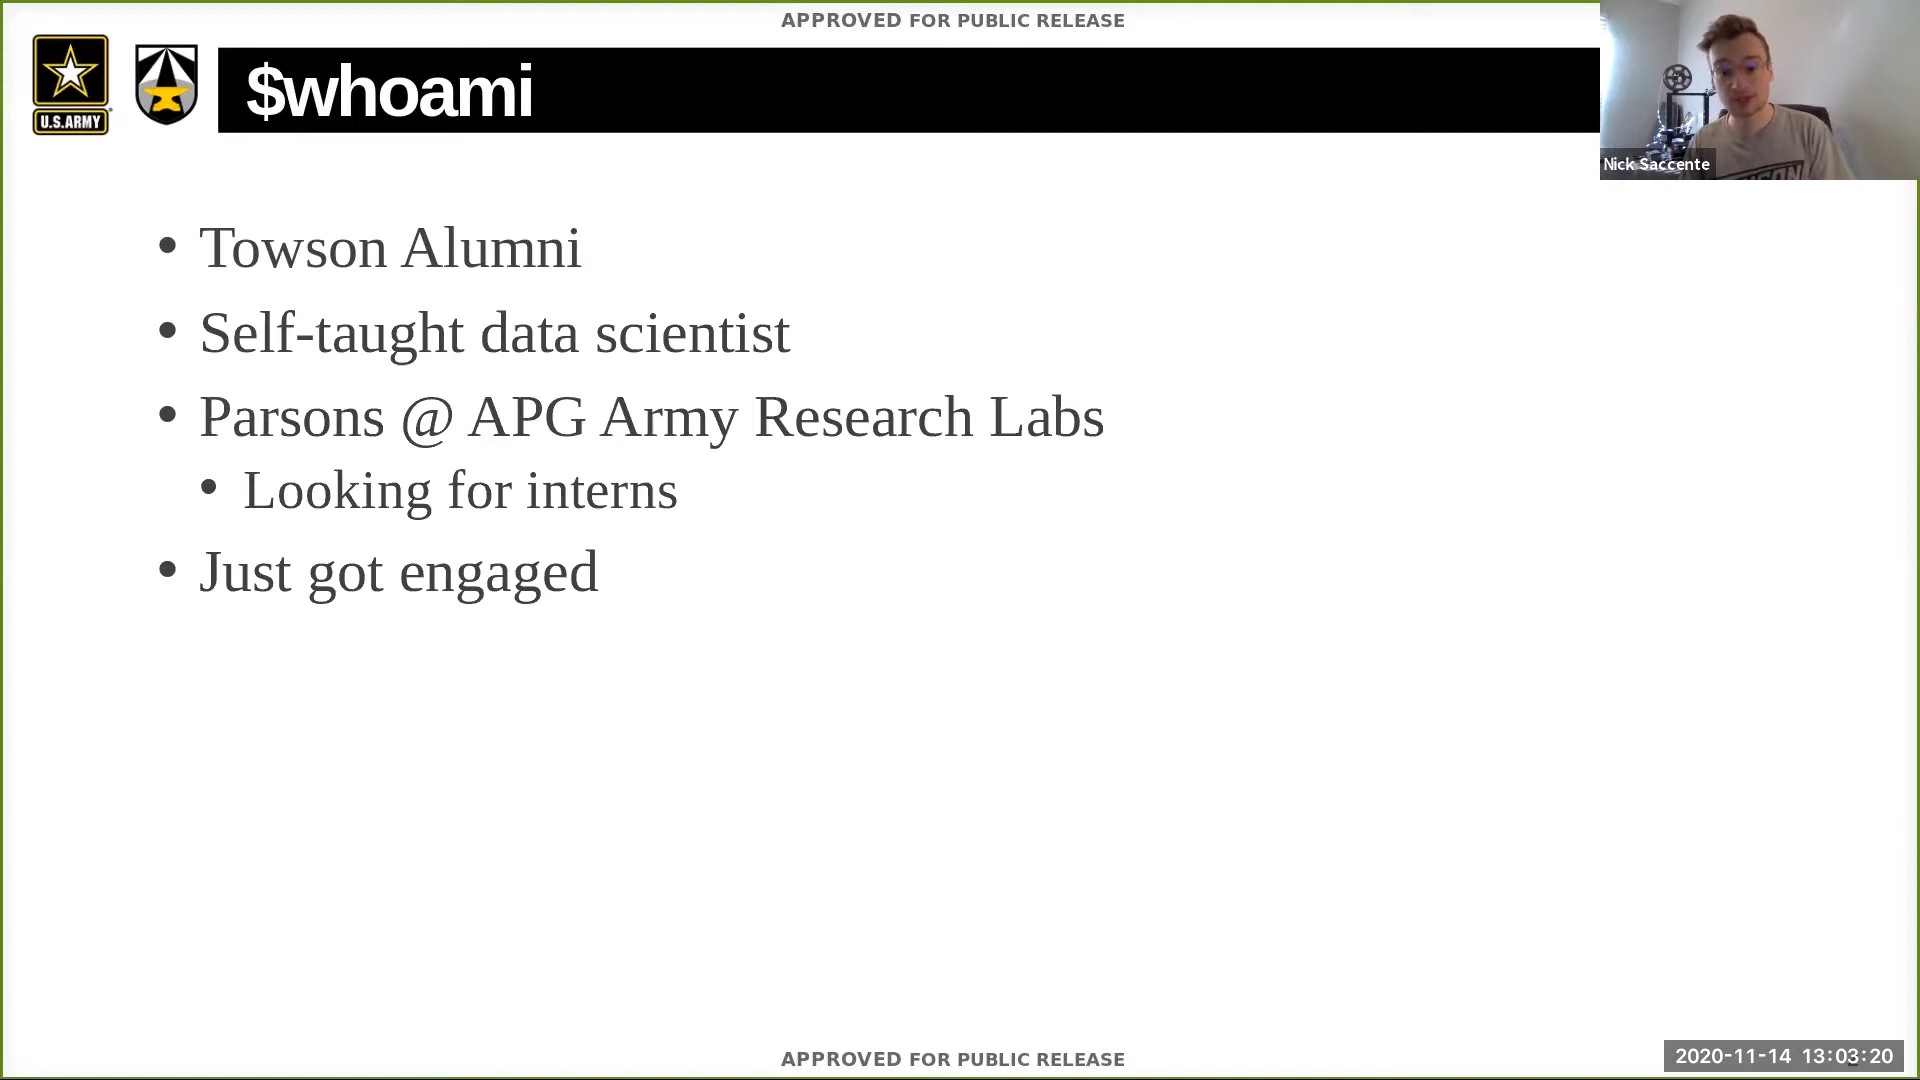 APPROVED FOR PUBLIC RELEASE
U.S.ARMY
$whoami
Nick Saccente
• Towson Alumni
• Self-taught data scientist
• Parsons @ APG Army Research Labs
• Looking for interns
• Just got engaged
APPROVED FOR PUBLIC RELEASE
2020-11-14 13:03:20